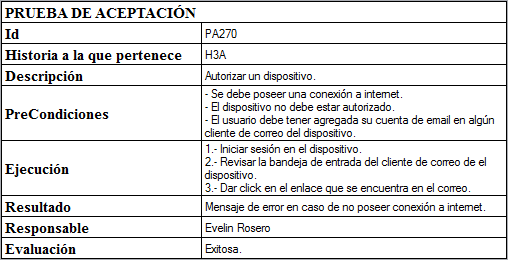 PRUEBA DE ACEPTACIÓN
Id PA270
Historia a la que pertenece H3A
Descripción Autorizar un dispositivo.
PreCondiciones
- Se debe poseer una conexión a internet.
- El dispositivo no debe estar autorizado.
- El usuario debe tener agregada su cuenta de email en algún
cliente de correo del dispositivo.
Ejecución
1.- Iniciar sesión en el dispositivo.
2.- Revisar la bandeja de entrada del cliente de correo de el
dispositivo.
3.- Dar click en el enlace que se encuentra en el correo.
Resultado Mensaje de error en caso de no poseer conexión a internet.
Responsable Evelin Rosero
Evaluación Exitosa.